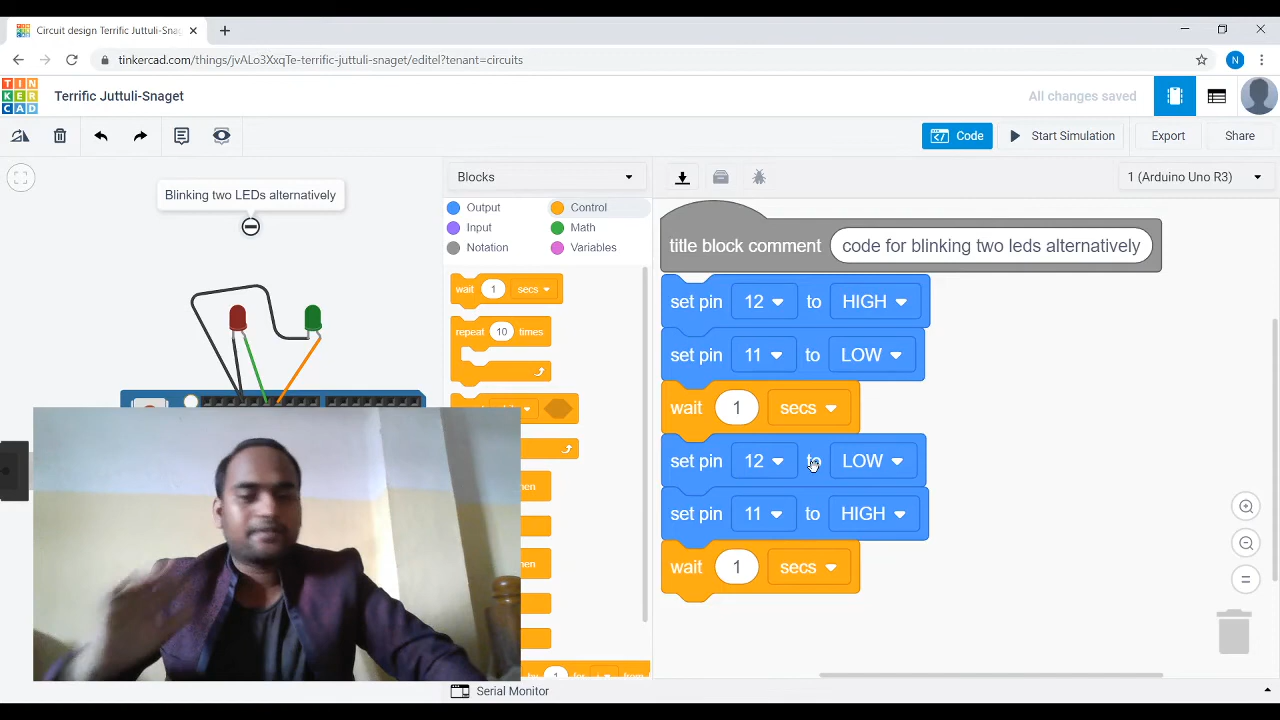 Circuit design Terrific Juttuli-Snag
tinkercad.com/things/jvALo3XxqTe-terrific-juttuli-snaget/editel?tenant=circuits
N
TIN
KER
CAD
Terrific Juttuli-Snaget
All changes saved
Code
Start Simulation
Export
Share
Blinking two LEDs alternatively
Blocks
1 (Arduino Uno R3)
Output
Control
Input
Math
Notation
Variables
wait 1 secs
repeat 10 times
title block comment code for blinking two leds alternatively
set pin 12 to HIGH
set pin 11 to LOW
wait 1 secs
set pin 12 to LOW
set pin 11 to HIGH
wait 1 secs
Serial Monitor